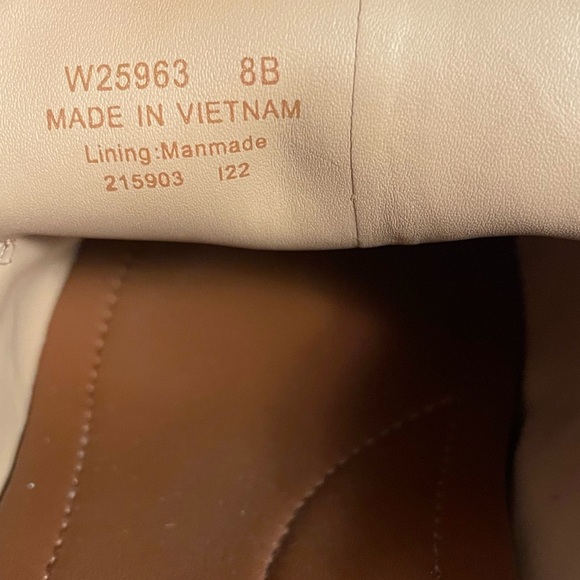 W25963 8B
MADE IN VIETNAM
Lining:Manmade
215903 I22